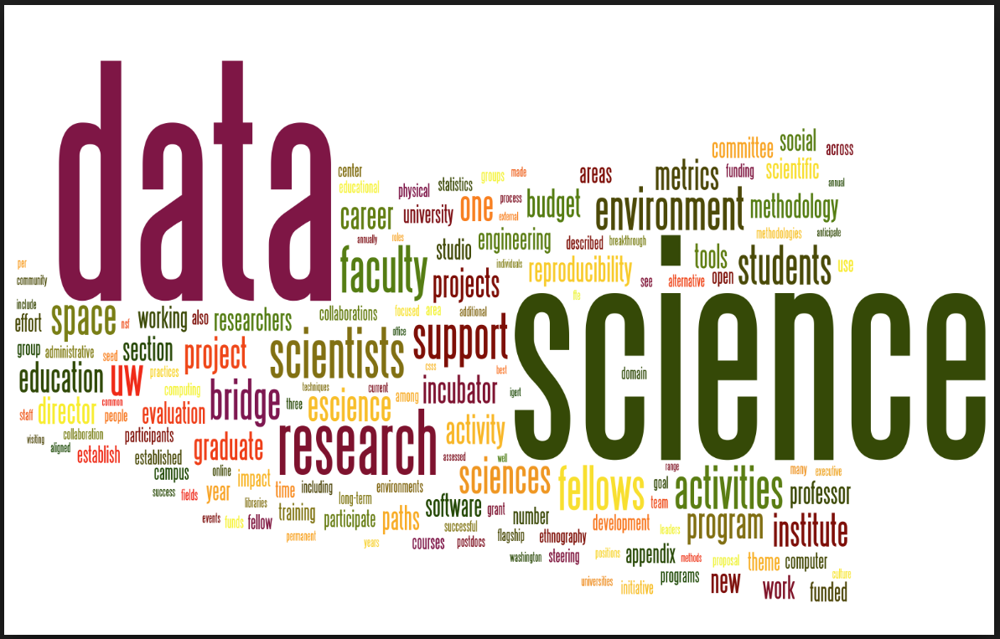 data
science
committee
social
across
center
educational
physical
statistics
groups
made
areas
metrics
funding
scientific
annual
career
university
one
process
external
budget
environment
methodology
annually
roles
studio
engineering
described
breakthrough
methodologies
anticipate
per
community
faculty
projects
individuals
reproducibility
see
alternative
open
tools
students
use
ffe
include
effort
space
nsf
working
also
researchers
collaborations
focused
area
additional
office
support
group
administrative
seed
section
project
scientists
csss
best
education
uw
practices
computing
common
techniques
current
among
incubator
igert
domain
staff
director
people
evaluation
bridge
three
escience
visiting
collaboration
aligned
participants
establish
established
graduate
research
activity
assessed
well
campus
online
success
fields
year
impact
time
including
environments
long-term
sciences
fellows
range
goal
team
activities
many
executive
professor
libraries
events
funds
fellow
training
participate
paths
software
grant
number
successful
permanent
years
courses
postdocs
flagship
ethnography
development
leaders
program
institute
washington
steering
positions
appendix
methods
proposal
theme
computer
culture
universities
initiative
programs
new
work
funded